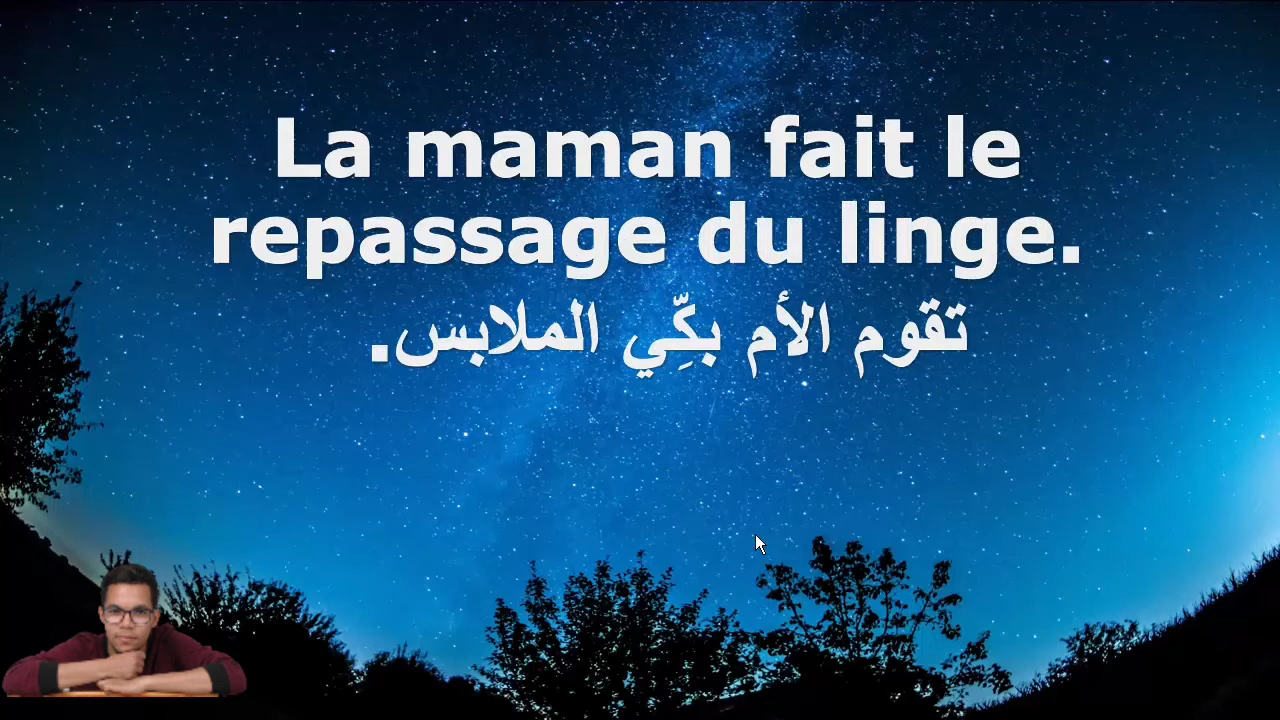 La maman fait le
repassage du linge.
تقوم الأم بكِّي الملابس.